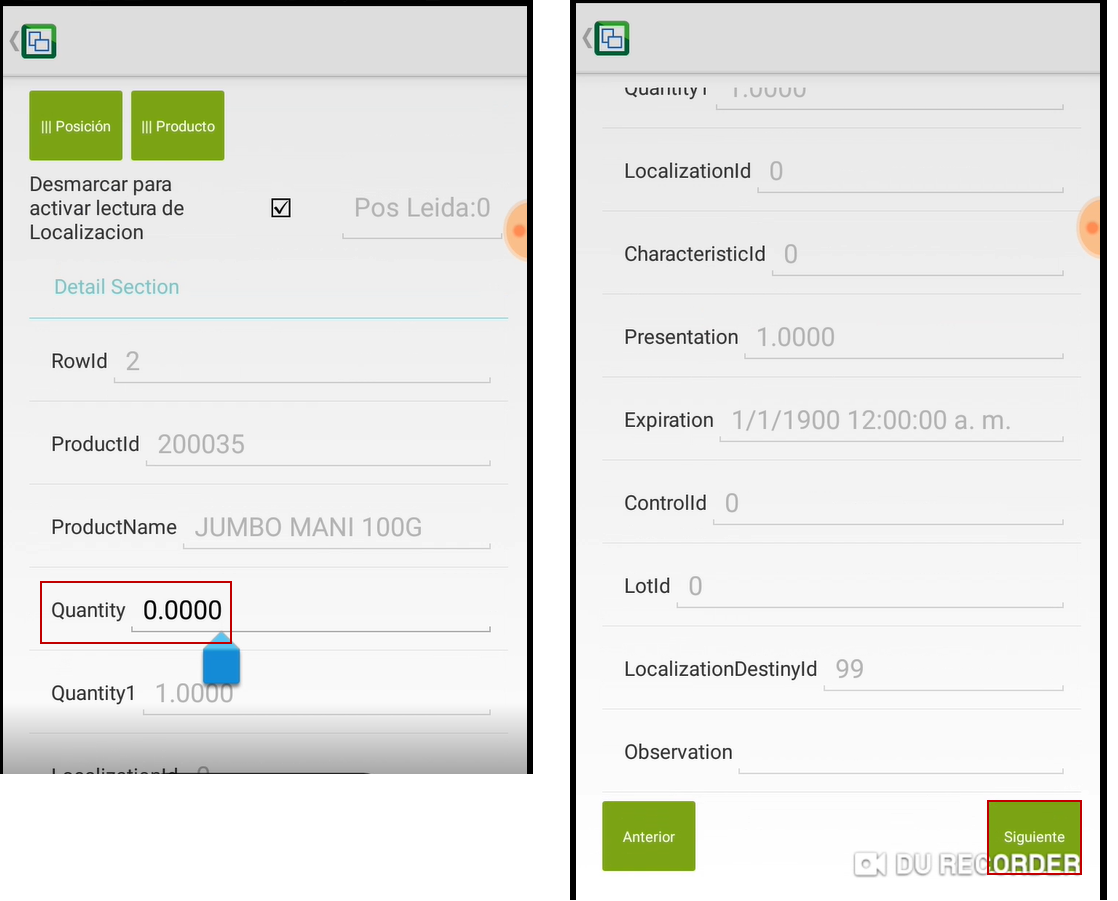 ||| Posición
||| Producto
Desmarcar para
activar lectura de
Localizacion
Pos Leida:0
Detail Section
RowId 2
ProductId 200035
ProductName JUMBO MANI 100G
Quantity 0.0000
Quantity1 1.0000
LocalizationId 0
Quantity1 1.0000
LocalizationId 0
CharacteristicId 0
Presentation 1.0000
Expiration 1/1/1900 12:00:00 a. m.
ControlId 0
LotId 0
LocalizationDestinyId 99
Observation
Anterior
Siguiente
DU RECORDER